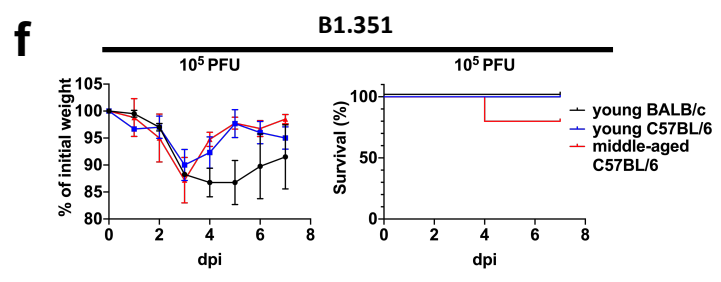 f
B1.351
10⁵ PFU
% of initial weight
105
100
95
90
85
80
0 2 4 6 8
dpi
10⁵ PFU
Survival (%)
100
50
0
0 2 4 6 8
dpi
young BALB/c
young C57BL/6
middle-aged
C57BL/6